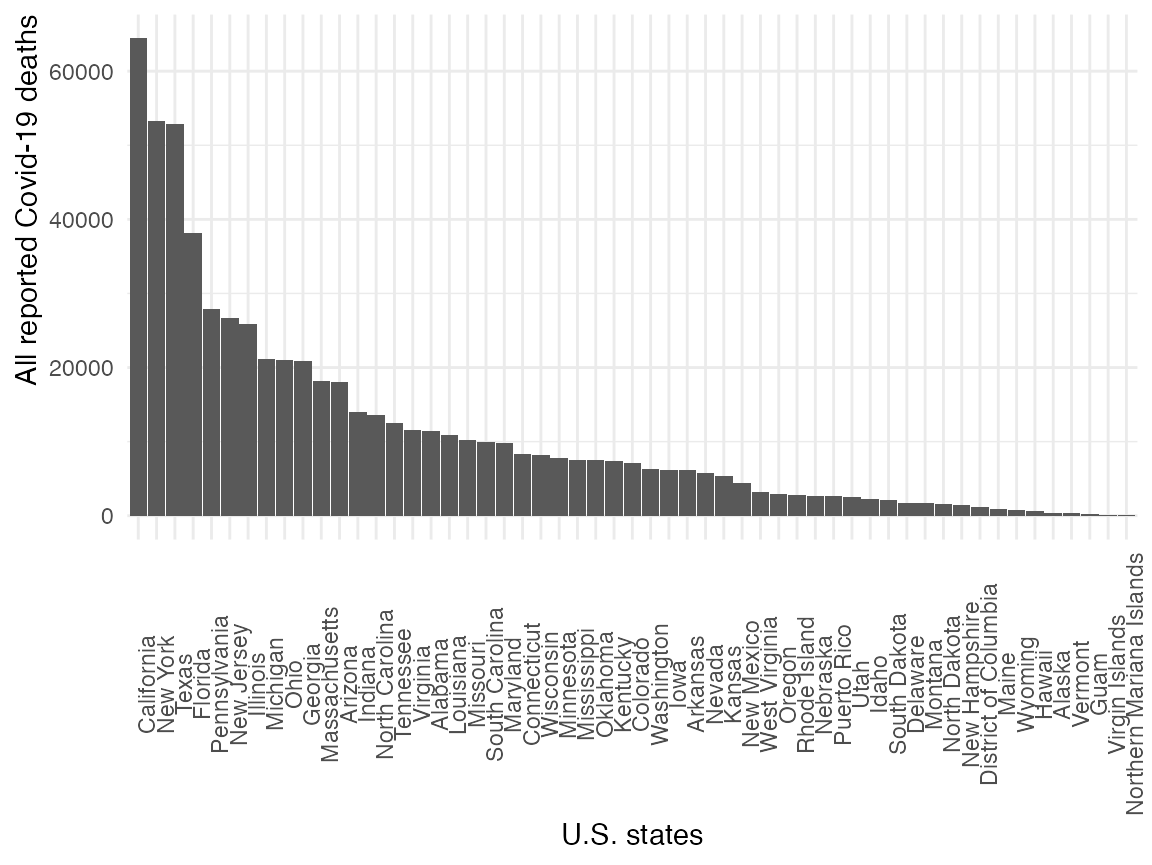 All reported Covid-19 deaths
60000
40000
20000
0
California
New York
Texas
Florida
Pennsylvania
New Jersey
Illinois
Michigan
Ohio
Georgia
Massachusetts
Arizona
Indiana
North Carolina
Tennessee
Virginia
Alabama
Louisiana
Missouri
South Carolina
Maryland
Connecticut
Wisconsin
Minnesota
Mississippi
Oklahoma
Kentucky
Colorado
Washington
Iowa
Arkansas
Nevada
Kansas
New Mexico
West Virginia
Oregon
Rhode Island
Nebraska
Puerto Rico
Utah
Idaho
South Dakota
Delaware
Montana
North Dakota
New Hampshire
District of Columbia
Maine
Wyoming
Hawaii
Alaska
Vermont
Guam
Virgin Islands
Northern Mariana Islands
U.S. states